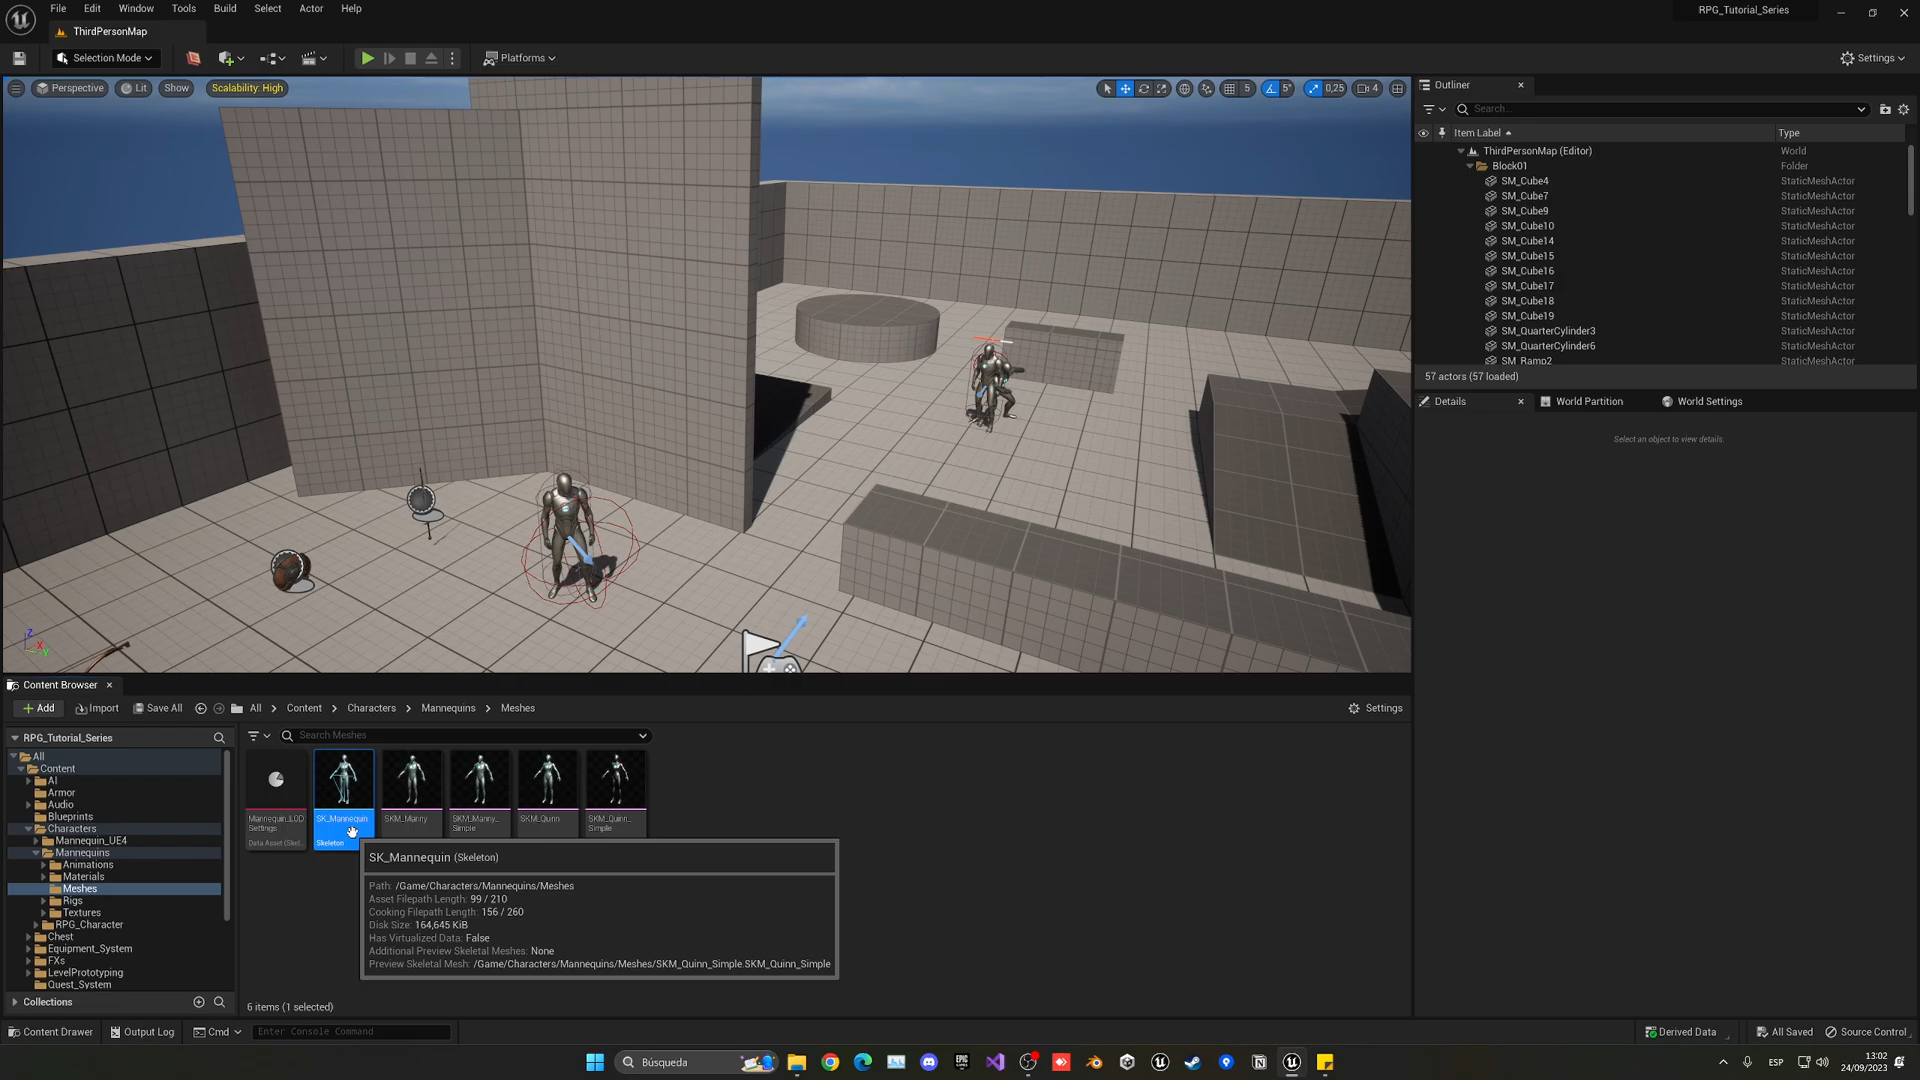 File Edit Window Tools Build Select Actor Help
RPG_Tutorial_Series
ThirdPersonMap
Selection Mode
Platforms
Settings
Perspective
Lit
Show
Scalability: High
5
5°
0,25
4
Outliner
Search...
Item Label
Type
ThirdPersonMap (Editor) World
Block01 Folder
SM_Cube4 StaticMeshActor
SM_Cube7 StaticMeshActor
SM_Cube9 StaticMeshActor
SM_Cube10 StaticMeshActor
SM_Cube14 StaticMeshActor
SM_Cube15 StaticMeshActor
SM_Cube16 StaticMeshActor
SM_Cube17 StaticMeshActor
SM_Cube18 StaticMeshActor
SM_Cube19 StaticMeshActor
SM_QuarterCylinder3 StaticMeshActor
SM_QuarterCylinder6 StaticMeshActor
SM_Ramp2 StaticMeshActor
57 actors (57 loaded)
Details
World Partition
World Settings
Select an object to view details.
Z
X
Y
Content Browser
Add
Import
Save All
All > Content > Characters > Mannequins > Meshes
Settings
RPG_Tutorial_Series
Search Meshes
All
Content
AI
Armor
Audio
Blueprints
Characters
Mannequin_UE4
Mannequins
Animations
Materials
Meshes
Rigs
Textures
RPG_Character
Chest
Equipment_System
FXs
LevelPrototyping
Quest_System
Collections
Mannequin_LOD
Settings
Data Asset (Skel...
SK_Mannequin
Skeleton
SKM_Manny
SKM_Manny_
Simple
SKM_Quinn
SKM_Quinn_
Simple
SK_Mannequin (Skeleton)
Path: /Game/Characters/Mannequins/Meshes
Asset Filepath Length: 99 / 210
Cooking Filepath Length: 156 / 260
Disk Size: 164,645 KiB
Has Virtualized Data: False
Additional Preview Skeletal Meshes: None
Preview Skeletal Mesh: /Game/Characters/Mannequins/Meshes/SKM_Quinn_Simple.SKM_Quinn_Simple
6 items (1 selected)
Content Drawer
Output Log
Cmd
Enter Console Command
Derived Data
All Saved
Source Control
Búsqueda
ESP
13:02
24/09/2023